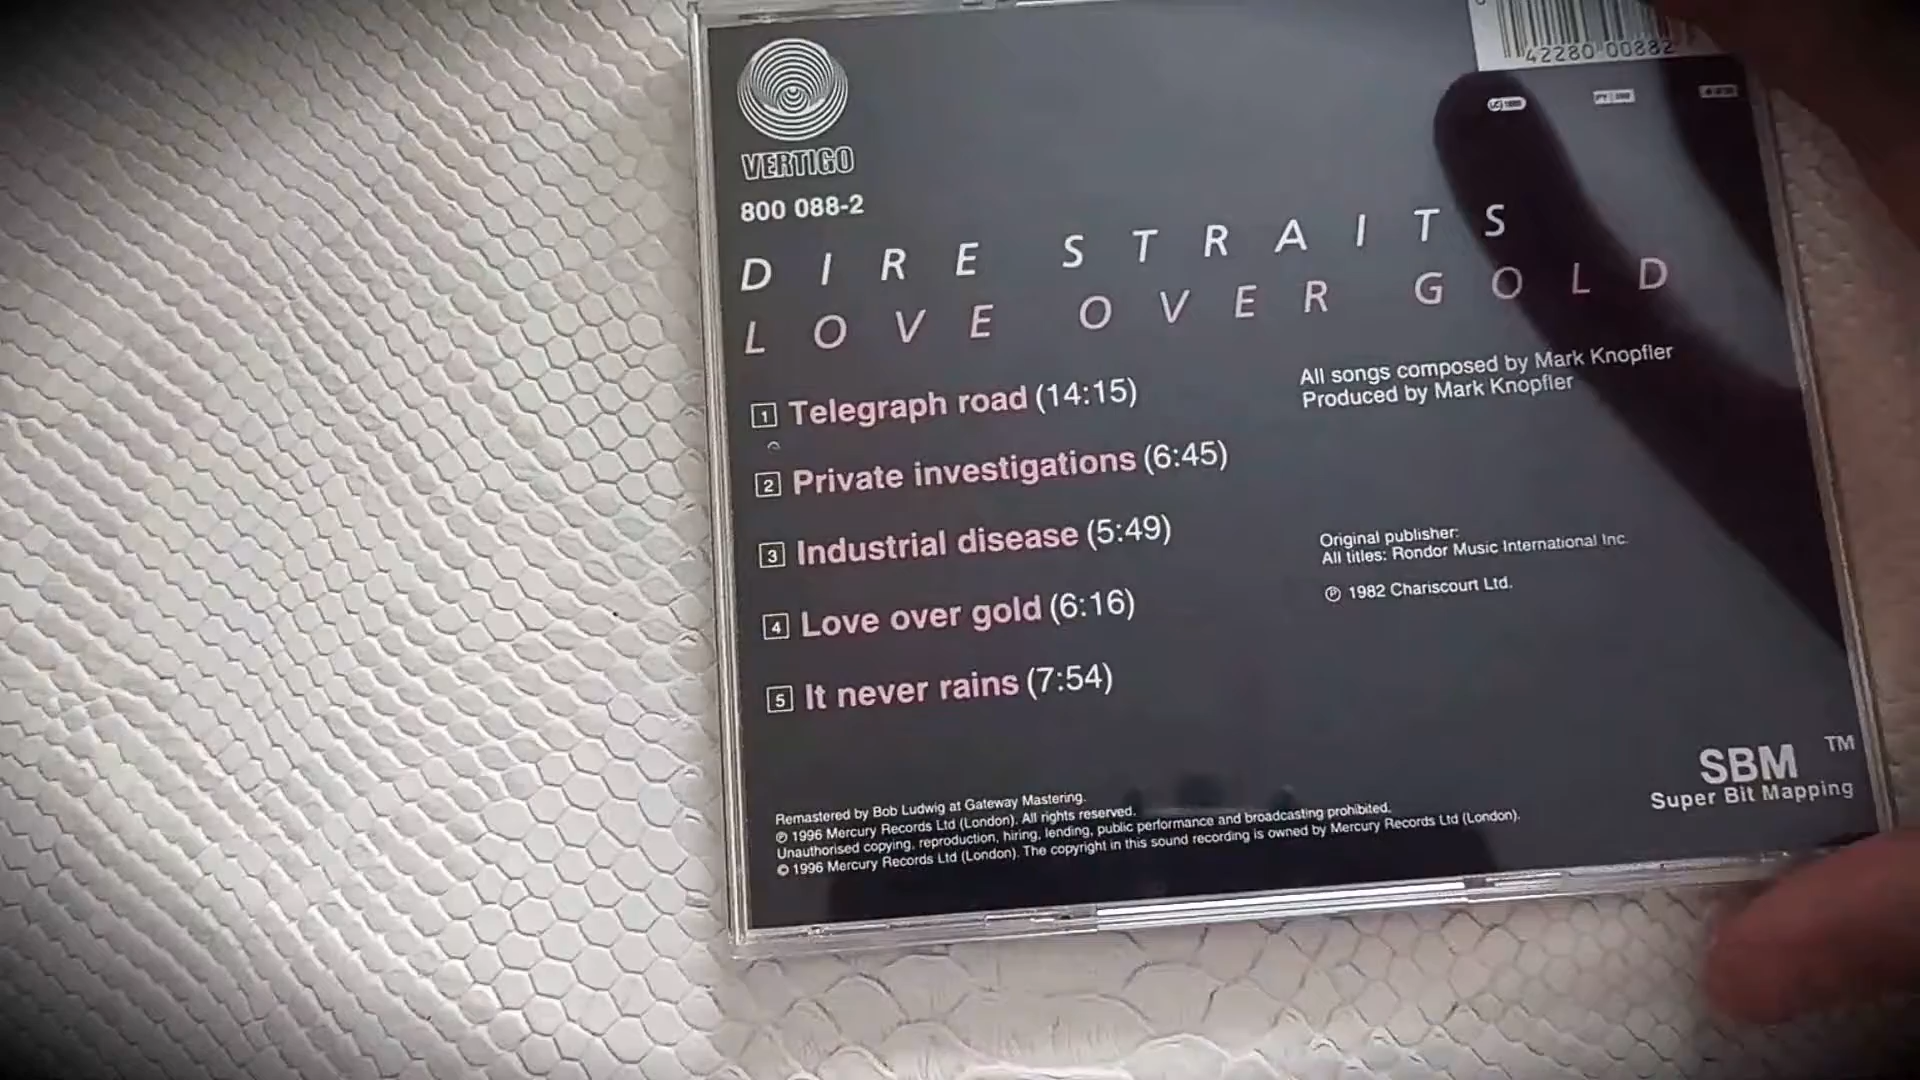 42280 00882
VERTIGO
800 088-2
DIRE STRAITS
LOVE OVER GOLD
1 Telegraph road (14:15)
2 Private investigations (6:45)
3 Industrial disease (5:49)
4 Love over gold (6:16)
5 It never rains (7:54)
All songs composed by Mark Knopfler
Produced by Mark Knopfler
Original publisher:
All titles: Rondor Music International Inc.
℗ 1982 Chariscourt Ltd.
SBM TM
Super Bit Mapping
Remastered by Bob Ludwig at Gateway Mastering.
℗ 1996 Mercury Records Ltd (London). All rights reserved.
Unauthorised copying, reproduction, hiring, lending, public performance and broadcasting prohibited.
© 1996 Mercury Records Ltd (London). The copyright in this sound recording is owned by Mercury Records Ltd (London).